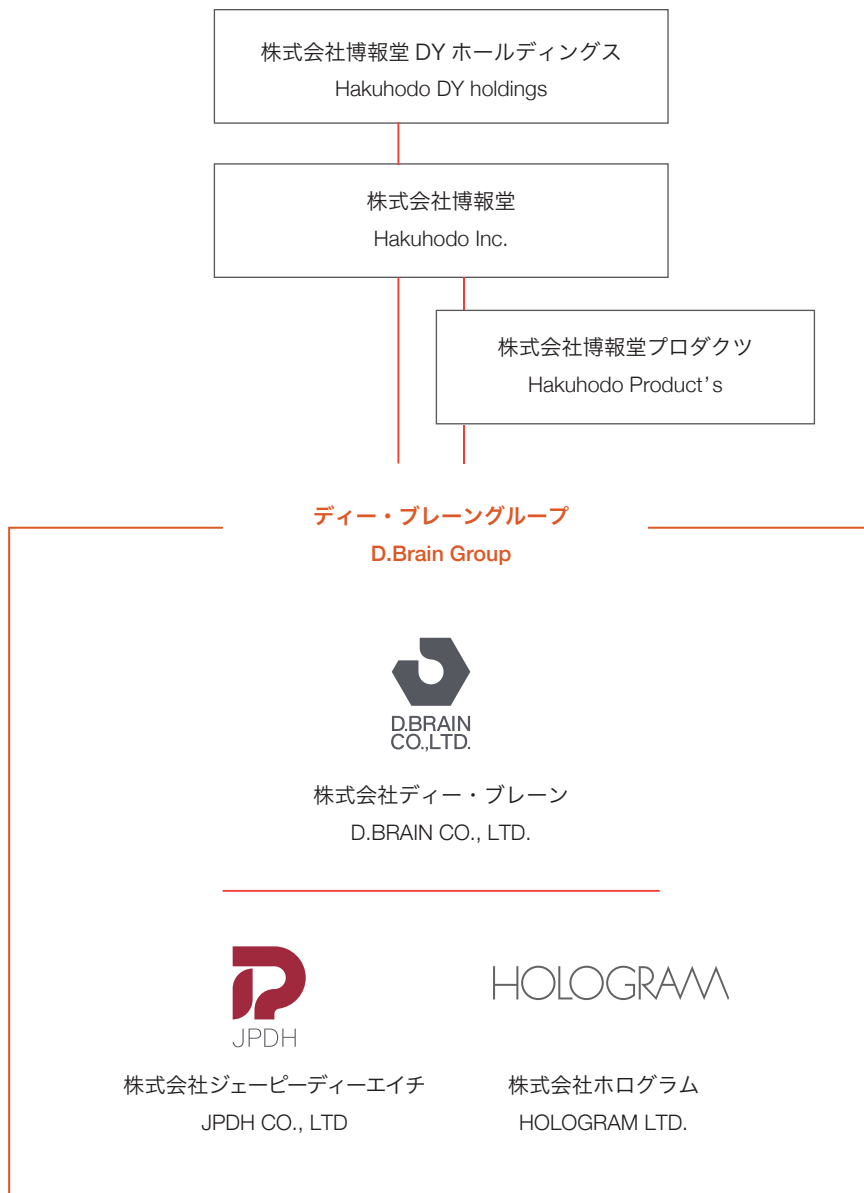 株式会社博報堂 DY ホールディングス
Hakuhodo DY holdings
株式会社博報堂
Hakuhodo Inc.
株式会社博報堂プロダクツ
Hakuhodo Product’s
ディー・ブレーングループ
D.Brain Group
D.BRAIN
CO.,LTD.
株式会社ディー・ブレーン
D.BRAIN CO., LTD.
JPDH
株式会社ジェーピーディーエイチ
JPDH CO., LTD
HOLOGRAM
株式会社ホログラム
HOLOGRAM LTD.